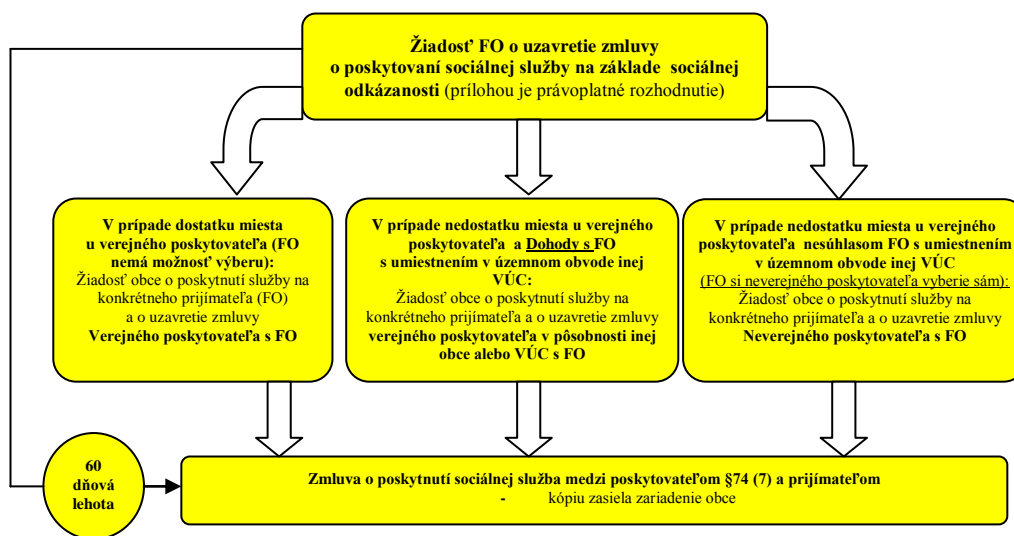 Žiadosť FO o uzavretie zmluvy
o poskytovaní sociálnej služby na základe sociálnej
odkázanosti (prílohou je právoplatné rozhodnutie)
V prípade dostatku miesta
u verejného poskytovateľa (FO
nemá možnosť výberu):
Žiadosť obce o poskytnutí služby na
konkrétneho prijímateľa (FO)
a o uzavretie zmluvy
Verejného poskytovateľa s FO
V prípade nedostatku miesta u verejného
poskytovateľa a Dohody s FO
s umiestnením v územnom obvode inej
VÚC:
Žiadosť obce o poskytnutí služby na
konkrétneho prijímateľa a o uzavretie zmluvy
verejného poskytovateľa v pôsobnosti inej
obce alebo VÚC s FO
V prípade nedostatku miesta u verejného
poskytovateľa nesúhlasom FO s umiestnením
v územnom obvode inej VÚC
(FO si neverejného poskytovateľa vyberie sám):
Žiadosť obce o poskytnutí služby na
konkrétneho prijímateľa a o uzavretie zmluvy
Neverejného poskytovateľa s FO
60
dňová
lehota
Zmluva o poskytnutí sociálnej služba medzi poskytovateľom §74 (7) a prijímateľom
- kópiu zasiela zariadenie obce